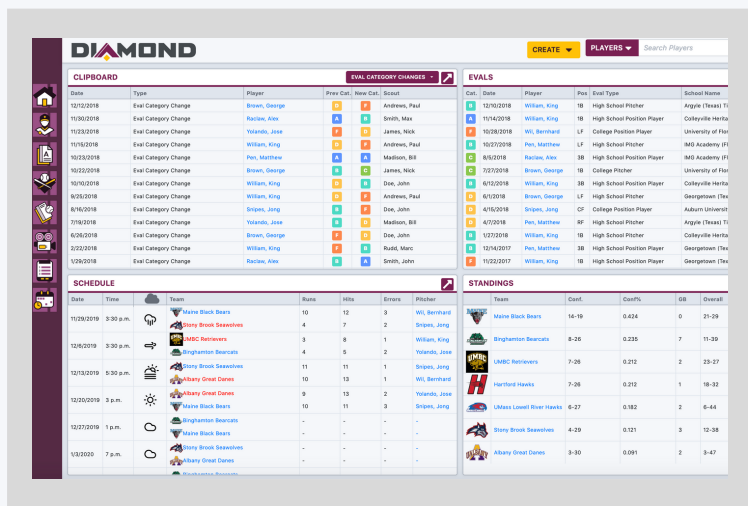 DIAMOND
CREATE
PLAYERS
Search Players
CLIPBOARD
EVAL CATEGORY CHANGES
Date Type Player Prev Cat. New Cat. Scout
12/12/2018 Eval Category Change Brown, George D F Andrews, Paul
11/30/2018 Eval Category Change Raclaw, Alex A B Smith, Max
11/23/2018 Eval Category Change Yolando, Jose F D James, Nick
11/15/2018 Eval Category Change William, King D F Andrews, Paul
10/23/2018 Eval Category Change Pen, Matthew A A Madison, Bill
10/22/2018 Eval Category Change Brown, George B C James, Nick
10/10/2018 Eval Category Change William, King D B Doe, John
9/25/2018 Eval Category Change William, King D F Andrews, Paul
8/16/2018 Eval Category Change Snipes, Jong B F Doe, John
7/19/2018 Eval Category Change Yolando, Jose B D Madison, Bill
6/26/2018 Eval Category Change Brown, George F D Doe, John
2/22/2018 Eval Category Change William, King F B Rudd, Marc
1/29/2018 Eval Category Change Raclaw, Alex B A Smith, John
EVALS
Cat. Date Player Pos Eval Type School Name
B 12/10/2018 William, King 1B High School Pitcher Argyle (Texas) Ti
A 11/14/2018 William, King 1B High School Position Player Colleyville Herita
F 10/28/2018 Wil, Bernhard LF College Position Player University of Flor
B 10/27/2018 Pen, Matthew LF High School Pitcher IMG Academy (Fl
C 8/5/2018 Raclaw, Alex 3B High School Position Player IMG Academy (Fl
C 7/27/2018 Brown, George 1B College Pitcher University of Flor
B 6/12/2018 William, King 3B High School Position Player Colleyville Herita
D 6/1/2018 Brown, George LF High School Pitcher Georgetown (Tex
D 4/15/2018 Snipes, Jong CF College Position Player Auburn Universit
D 4/7/2018 Pen, Matthew RF High School Pitcher Argyle (Texas) Ti
B 1/27/2018 William, King 1B High School Position Player Colleyville Herita
B 12/14/2017 Pen, Matthew 3B High School Position Player Georgetown (Tex
F 11/22/2017 William, King 1B High School Position Player Georgetown (Tex
SCHEDULE
Date Time Team Runs Hits Errors Pitcher
11/29/2019 3:30 p.m. Maine Black Bears 10 12 3 Wil, Bernhard
Stony Brook Seawolves 4 7 2 Snipes, Jong
12/6/2019 3:30 p.m. UMBC Retrievers 3 8 1 William, King
Binghamton Bearcats 4 5 2 Yolando, Jose
12/13/2019 5:30 p.m. Stony Brook Seawolves 11 11 1 Snipes, Jong
Albany Great Danes 10 13 1 Wil, Bernhard
12/20/2019 3 p.m. Albany Great Danes 9 13 2 Yolando, Jose
Maine Black Bears 10 11 3 Snipes, Jong
12/27/2019 1 p.m. Binghamton Bearcats - - - -
Maine Black Bears - - - -
1/3/2020 7 p.m. Stony Brook Seawolves - - - -
Albany Great Danes - - - -
Binghamton Bearcats
STANDINGS
Team Conf. Conf% GB Overall
Maine Black Bears 14-19 0.424 0 21-29
Binghamton Bearcats 8-26 0.235 7 11-39
UMBC UMBC Retrievers 7-26 0.212 2 23-27
H Hartford Hawks 7-26 0.212 1 18-32
UMass Lowell River Hawks 6-27 0.182 2 6-44
Stony Brook Seawolves 4-29 0.121 3 12-38
ALBANY Albany Great Danes 3-30 0.091 2 3-47